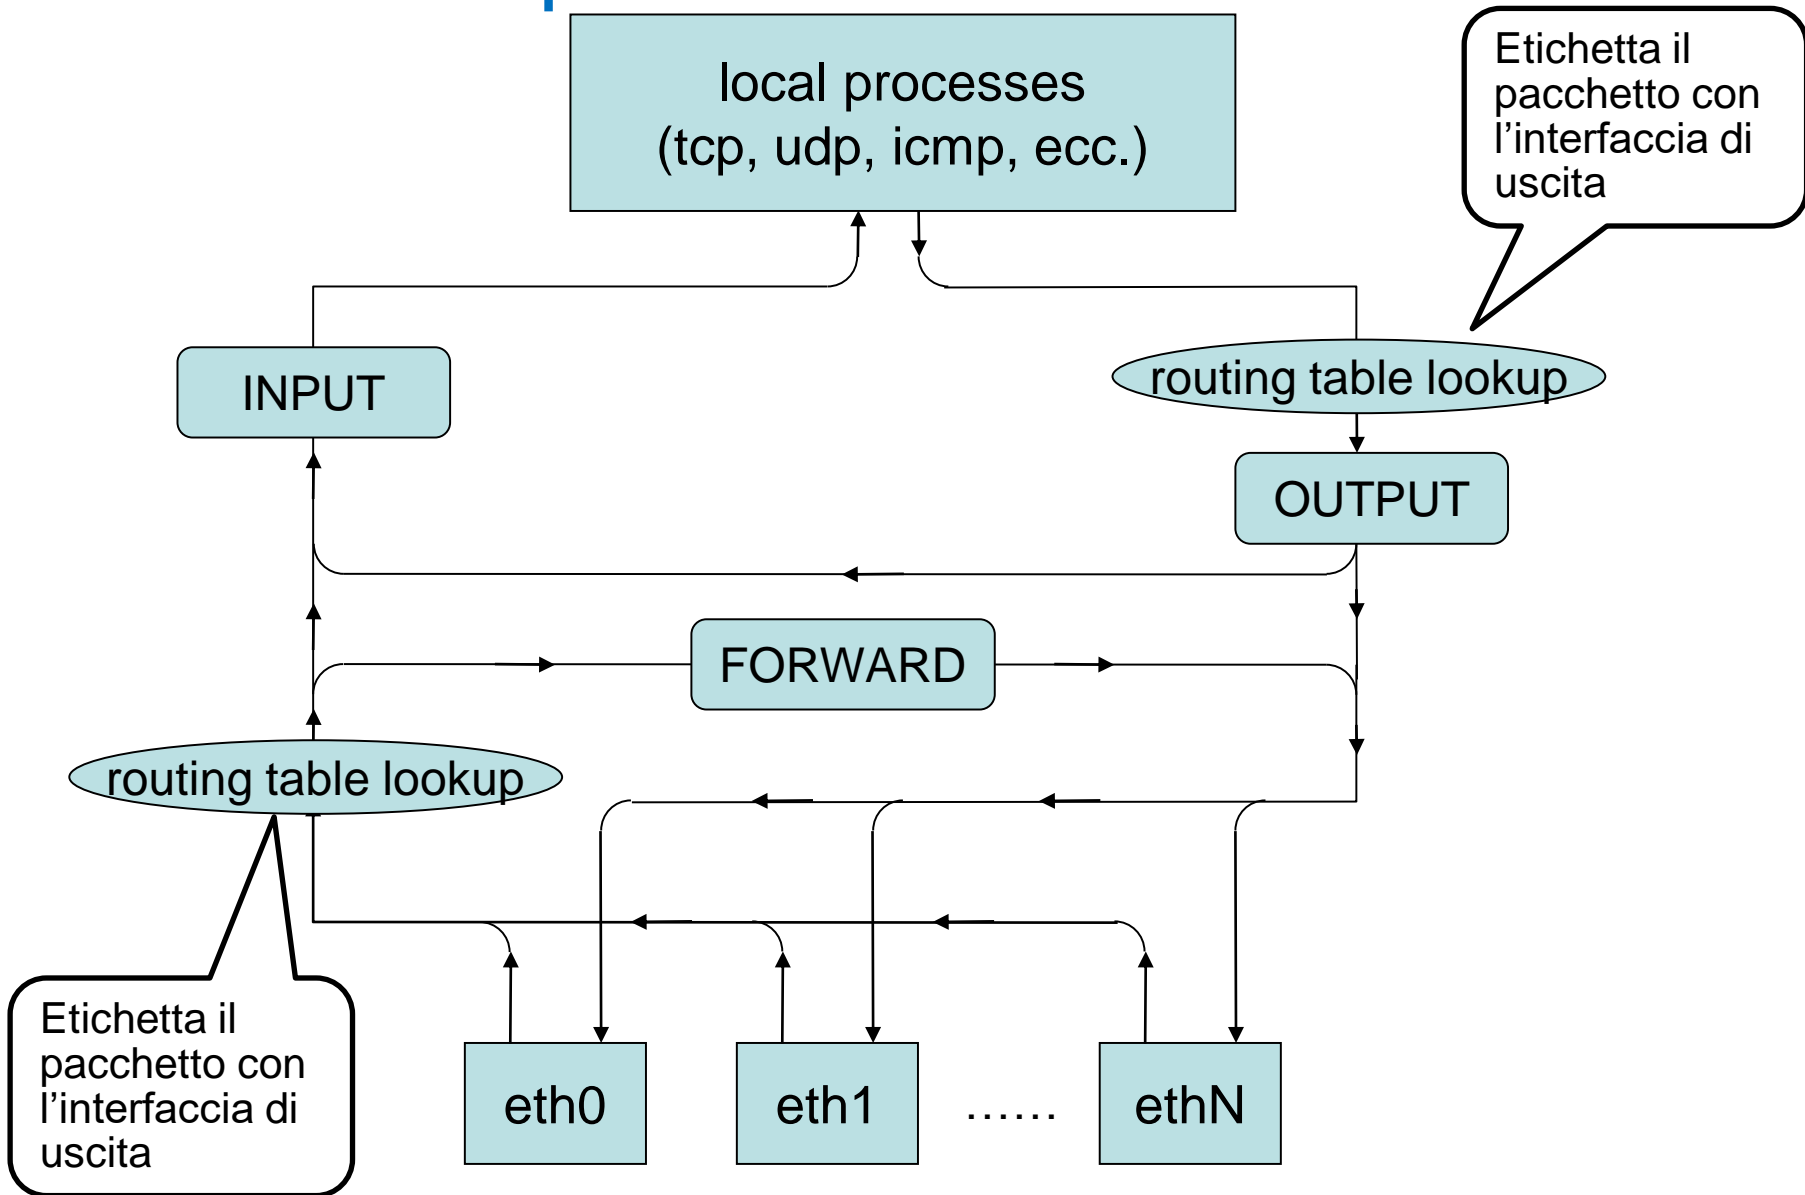 local processes
(tcp, udp, icmp, ecc.)
Etichetta il
pacchetto con
l’interfaccia di
uscita
INPUT
routing table lookup
OUTPUT
FORWARD
routing table lookup
Etichetta il
pacchetto con
l’interfaccia di
uscita
eth0
eth1
......
ethN